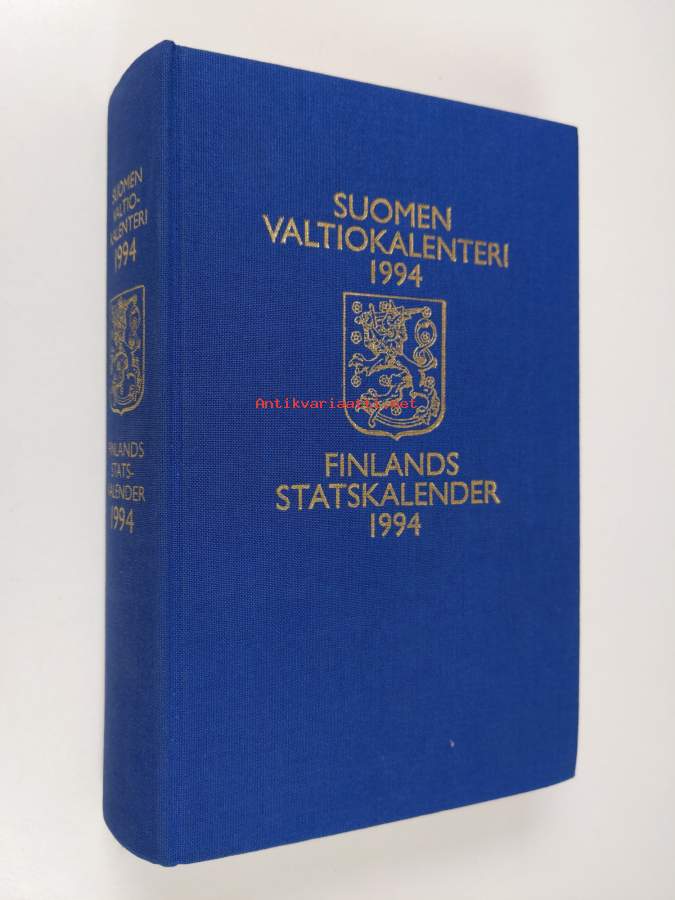 SUOMEN
VALTIO-
KALENTERI
1994
FINLANDS
STATS-
KALENDER
1994
SUOMEN
VALTIOKALENTERI
1994
Antikvariaatti.net
FINLANDS
STATSKALENDER
1994